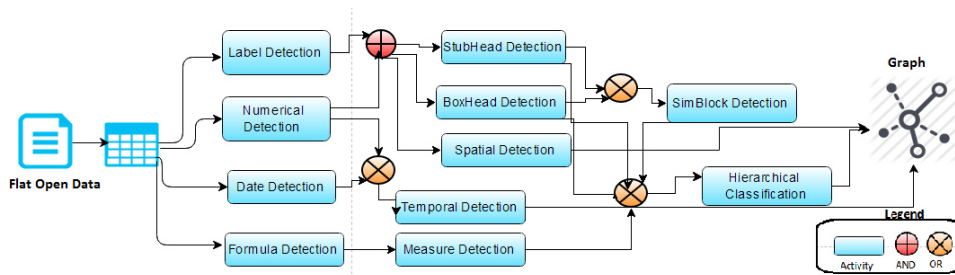 Label Detection
StubHead Detection
Graph
Numerical
Detection
BoxHead Detection
SimBlock Detection
Flat Open Data
Spatial Detection
Date Detection
Temporal Detection
Hierarchical
Classification
Formula Detection
Measure Detection
Legend
Activity
AND
OR